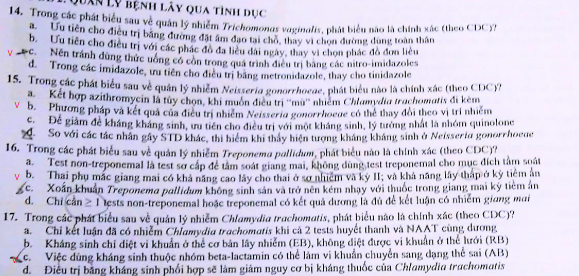 2. QUẢN LÝ BỆNH LÂY QUA TÌNH DỤC
14. Trong các phát biểu sau về quản lý nhiễm Trichomonas vaginalis, phát biểu nào là chính xác (theo CDC)?
a. Ưu tiên cho điều trị bằng đường đặt âm đạo tại chỗ, thay vì chọn đường dùng toàn thân
b. Ưu tiên cho điều trị với các phác đồ đa liều dài ngày, thay vì chọn phác đồ đơn liều
v c. Nên tránh dùng thức uống có cồn trong quá trình điều trị bằng các nitro-imidazoles
d. Trong các imidazole, ưu tiên cho điều trị bằng metronidazole, thay cho tinidazole
15. Trong các phát biểu sau về quản lý nhiễm Neisseria gonorrhoeae, phát biểu nào là chính xác (theo CDC)?
a. Kết hợp azithromycin là tùy chọn, khi muốn điều trị "mù" nhiễm Chlamydia trachomatis đi kèm
v b. Phương pháp và kết quả của điều trị nhiễm Neisseria gonorrhoeae có thể thay đổi theo vị trí nhiễm
c. Để giảm đề kháng kháng sinh, ưu tiên cho điều trị với một kháng sinh, lý tưởng nhất là nhóm quinolone
d. So với các tác nhân gây STD khác, thì hiếm khi thấy hiện tượng kháng kháng sinh ở Neisseria gonorrhoeae
16. Trong các phát biểu sau về quản lý nhiễm Treponema pallidum, phát biểu nào là chính xác (theo CDC)?
a. Test non-treponemal là test sơ cấp để tầm soát giang mai, không dùng test treponemal cho mục đích tầm soát
v b. Thai phụ mắc giang mai có khả năng cao lây cho thai ở sơ nhiễm và kỳ II; và khả năng lây thấp ở kỳ tiềm ẩn
c. Xoắn khuẩn Treponema pallidum không sinh sản và trở nên kém nhạy với thuốc trong giang mai kỳ tiềm ẩn
d. Chỉ cần ≥ 1 tests non-treponemal hoặc treponemal có kết quả dương là đủ để kết luận có nhiễm giang mai
17. Trong các phát biểu sau về quản lý nhiễm Chlamydia trachomatis, phát biểu nào là chính xác (theo CDC)?
a. Chỉ kết luận đã có nhiễm Chlamydia trachomatis khi cả 2 tests huyết thanh và NAAT cùng dương
b. Kháng sinh chỉ diệt vi khuẩn ở thể cơ bản lây nhiễm (EB), không diệt được vi khuẩn ở thể lưới (RB)
v c. Việc dùng kháng sinh thuộc nhóm beta-lactamin có thể làm vi khuẩn chuyển sang dạng thể sai (AB)
d. Điều trị bằng kháng sinh phối hợp sẽ làm giảm nguy cơ bị kháng thuốc của Chlamydia trachomatis